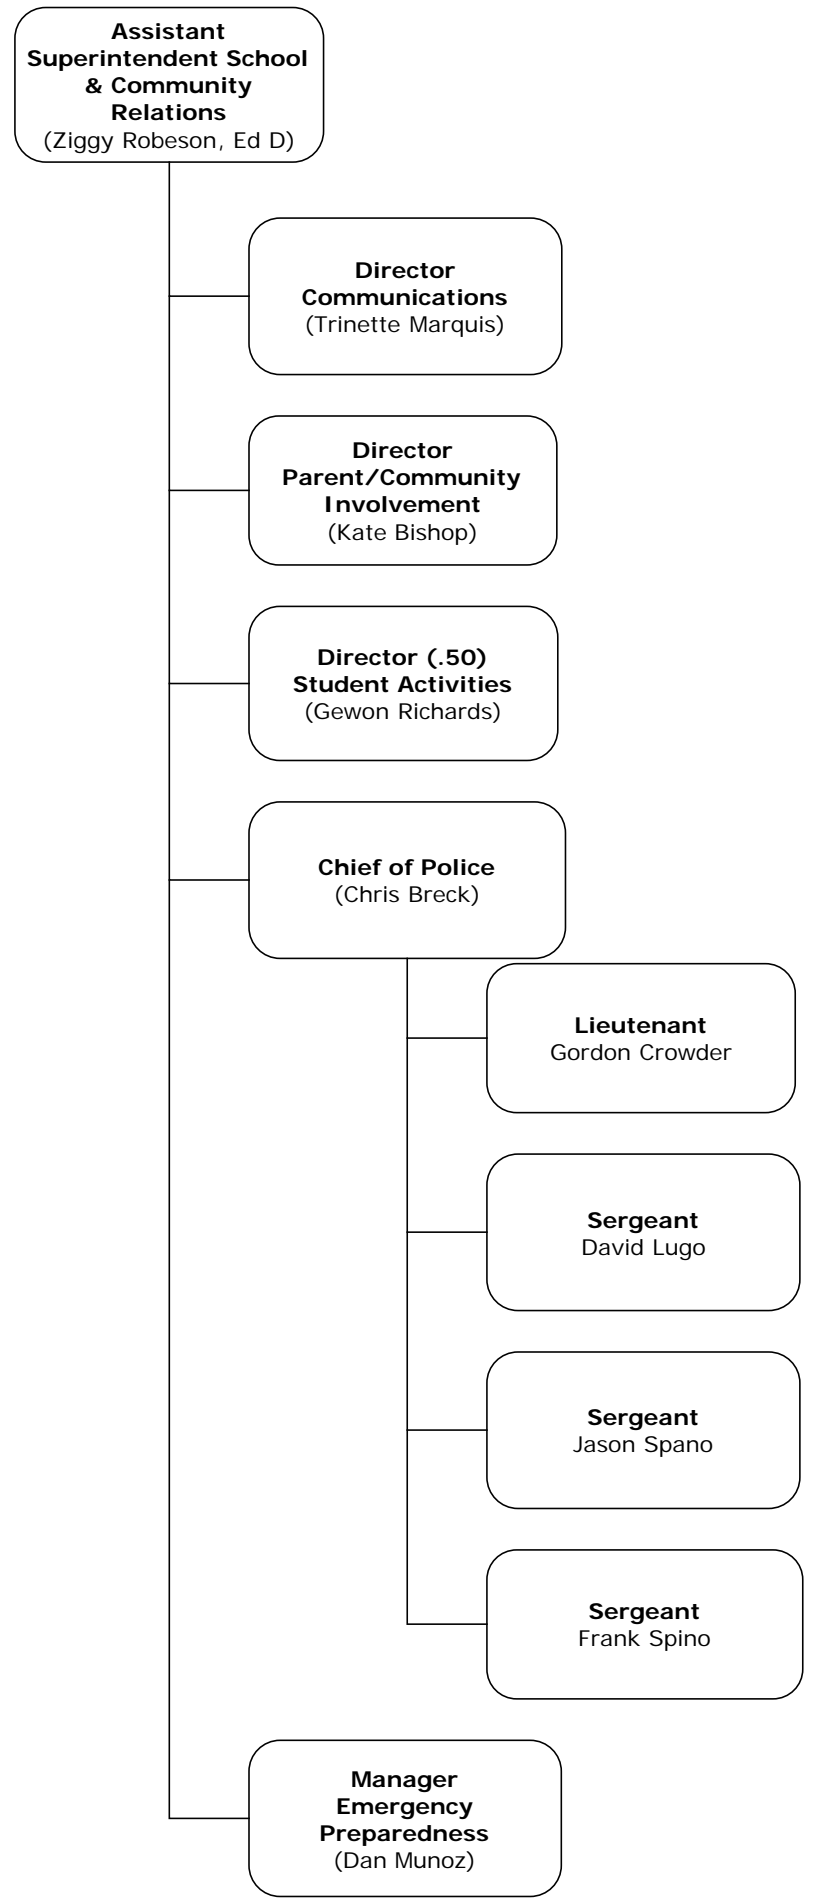 Assistant
Superintendent School
& Community
Relations
(Ziggy Robeson, Ed D)
Director
Communications
(Trinette Marquis)
Director
Parent/Community
Involvement
(Kate Bishop)
Director (.50)
Student Activities
(Gewon Richards)
Chief of Police
(Chris Breck)
Lieutenant
Gordon Crowder
Sergeant
David Lugo
Sergeant
Jason Spano
Sergeant
Frank Spino
Manager
Emergency
Preparedness
(Dan Munoz)